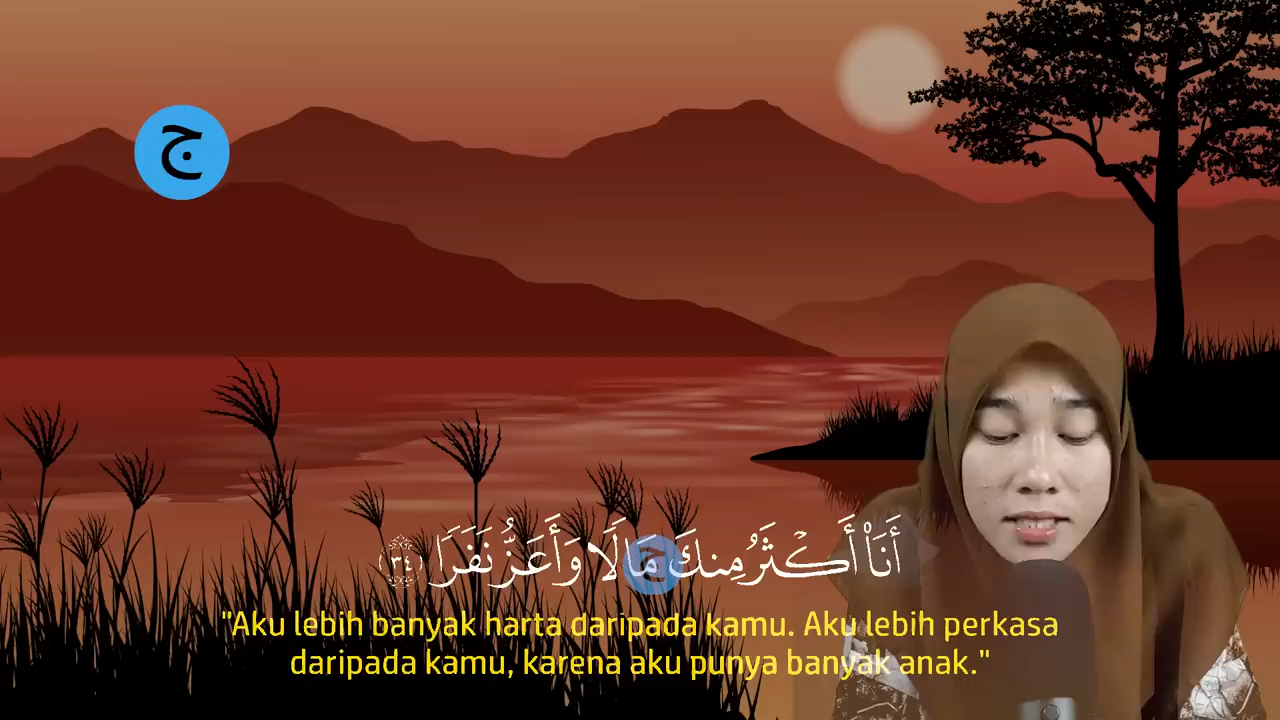 ج
أَنَا۠ أَكْثَرُ مِنكَ مَالًا وَأَعَزُّ نَفَرًا ﴿٣٤﴾
ج
"Aku lebih banyak harta daripada kamu. Aku lebih perkasa
daripada kamu, karena aku punya banyak anak."